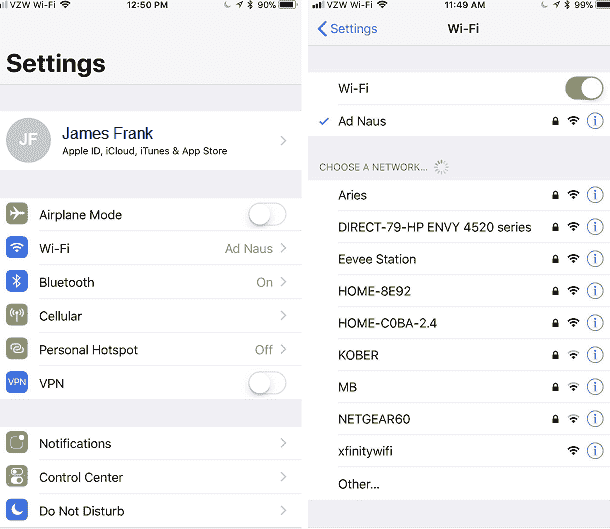 VZW Wi-Fi 12:50 PM 90%
Settings
JF
James Frank
Apple ID, iCloud, iTunes & App Store
Airplane Mode
Wi-Fi Ad Naus
Bluetooth On
Cellular
Personal Hotspot Off
VPN VPN
Notifications
Control Center
Do Not Disturb
VZW Wi-Fi 11:49 AM 99%
Settings Wi-Fi
Wi-Fi
Ad Naus
CHOOSE A NETWORK...
Aries
DIRECT-79-HP ENVY 4520 series
Eevee Station
HOME-8E92
HOME-C0BA-2.4
KOBER
MB
NETGEAR60
xfinitywifi
Other...